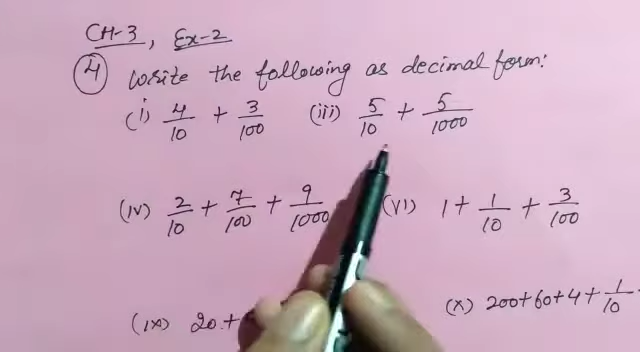 CH-3, Ex-2
(4) Write the following as decimal form:
(i) 4/10 + 3/100 (iii) 5/10 + 5/1000
(iv) 2/10 + 7/100 + 9/1000 (vi) 1 + 1/10 + 3/100
(ix) 20 + (x) 200+60+4+ 1/10